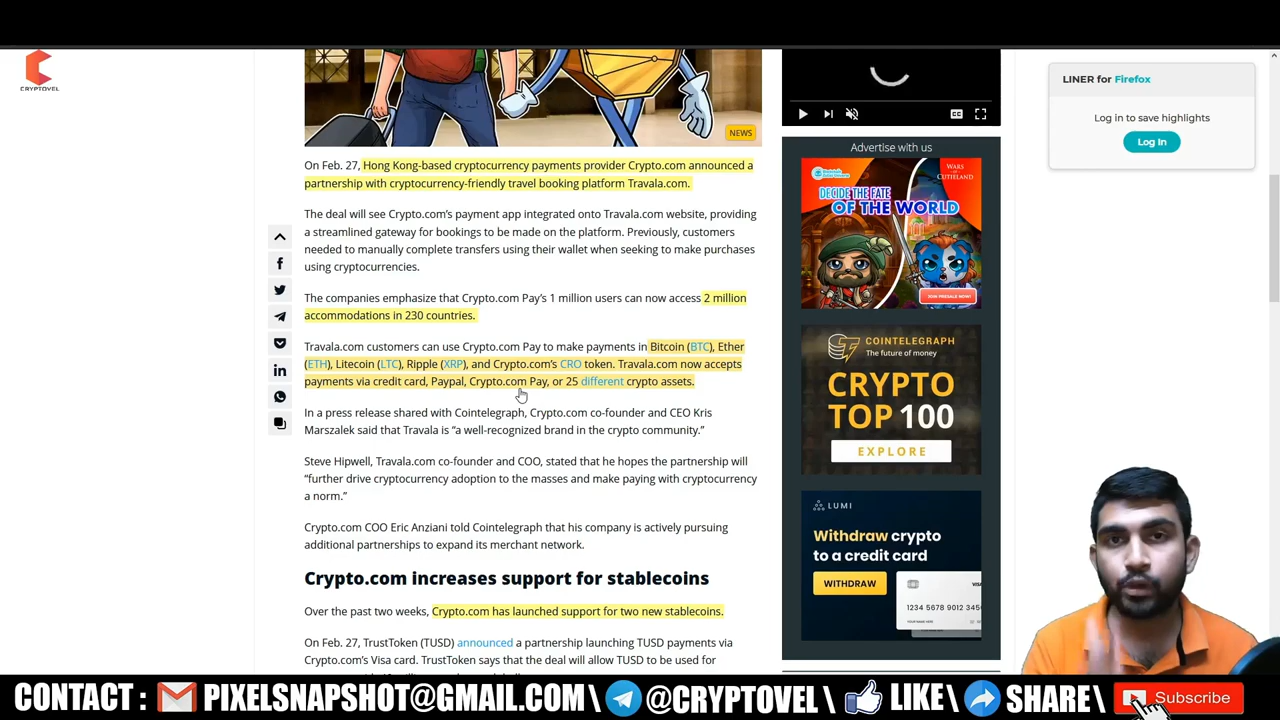 CRYPTOVEL
NEWS
On Feb. 27, Hong Kong-based cryptocurrency payments provider Crypto.com announced a
partnership with cryptocurrency-friendly travel booking platform Travala.com.
The deal will see Crypto.com’s payment app integrated onto Travala.com website, providing
a streamlined gateway for bookings to be made on the platform. Previously, customers
needed to manually complete transfers using their wallet when seeking to make purchases
using cryptocurrencies.
The companies emphasize that Crypto.com Pay’s 1 million users can now access 2 million
accommodations in 230 countries.
Travala.com customers can use Crypto.com Pay to make payments in Bitcoin (BTC), Ether
(ETH), Litecoin (LTC), Ripple (XRP), and Crypto.com’s CRO token. Travala.com now accepts
payments via credit card, Paypal, Crypto.com Pay, or 25 different crypto assets.
In a press release shared with Cointelegraph, Crypto.com co-founder and CEO Kris
Marszalek said that Travala is “a well-recognized brand in the crypto community.”
Steve Hipwell, Travala.com co-founder and COO, stated that he hopes the partnership will
“further drive cryptocurrency adoption to the masses and make paying with cryptocurrency
a norm.”
Crypto.com COO Eric Anziani told Cointelegraph that his company is actively pursuing
additional partnerships to expand its merchant network.
Crypto.com increases support for stablecoins
Over the past two weeks, Crypto.com has launched support for two new stablecoins.
On Feb. 27, TrustToken (TUSD) announced a partnership launching TUSD payments via
Crypto.com’s Visa card. TrustToken says that the deal will allow TUSD to be used for
CC
Advertise with us
WARS
OF CUTIELAND
DECIDE THE FATE
OF THE WORLD
JOIN PRESALE NOW!
COINTELEGRAPH
The future of money
CRYPTO
TOP 100
EXPLORE
LUMI
Withdraw crypto
to a credit card
WITHDRAW
VISA
1234 5678 9012 345
LINER for Firefox
Log in to save highlights
Log In
CONTACT : PIXELSNAPSHOT@GMAIL.COM\ @CRYPTOVEL\ LIKE\ SHARE\ Subscribe